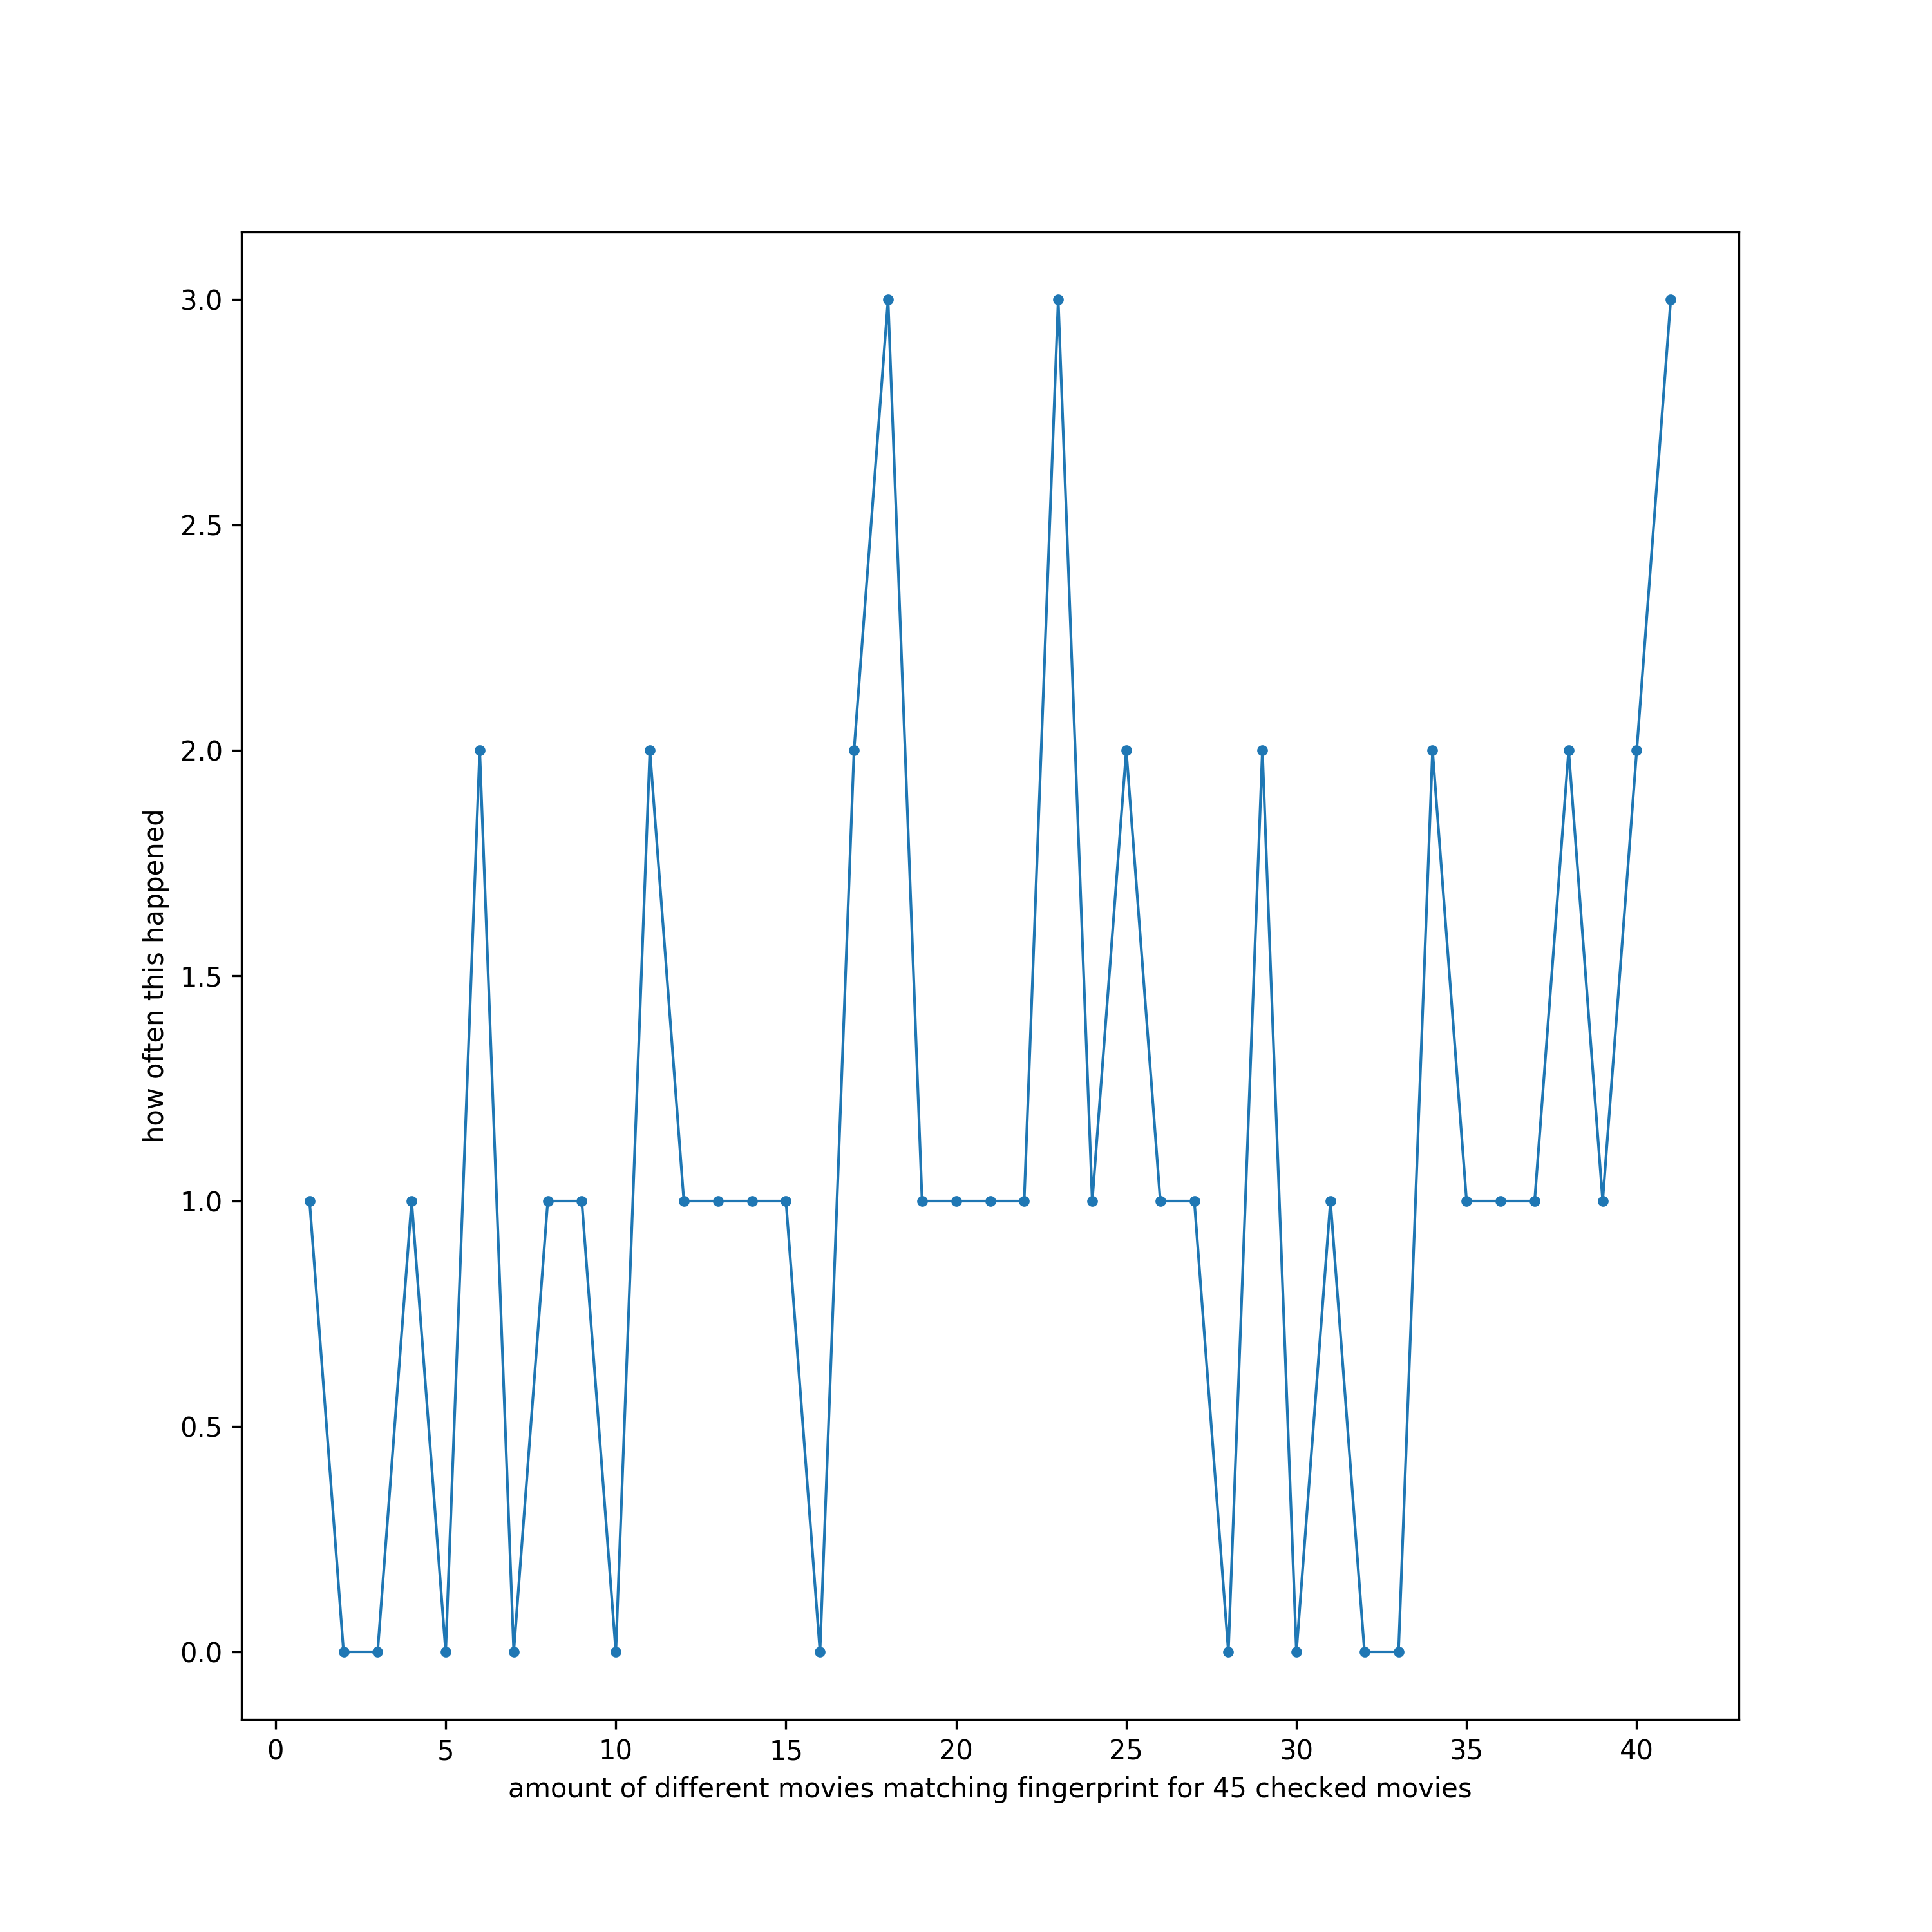 3.0
2.5
2.0
1.5
1.0
0.5
0.0
how often this happened
0 5 10 15 20 25 30 35 40
amount of different movies matching fingerprint for 45 checked movies